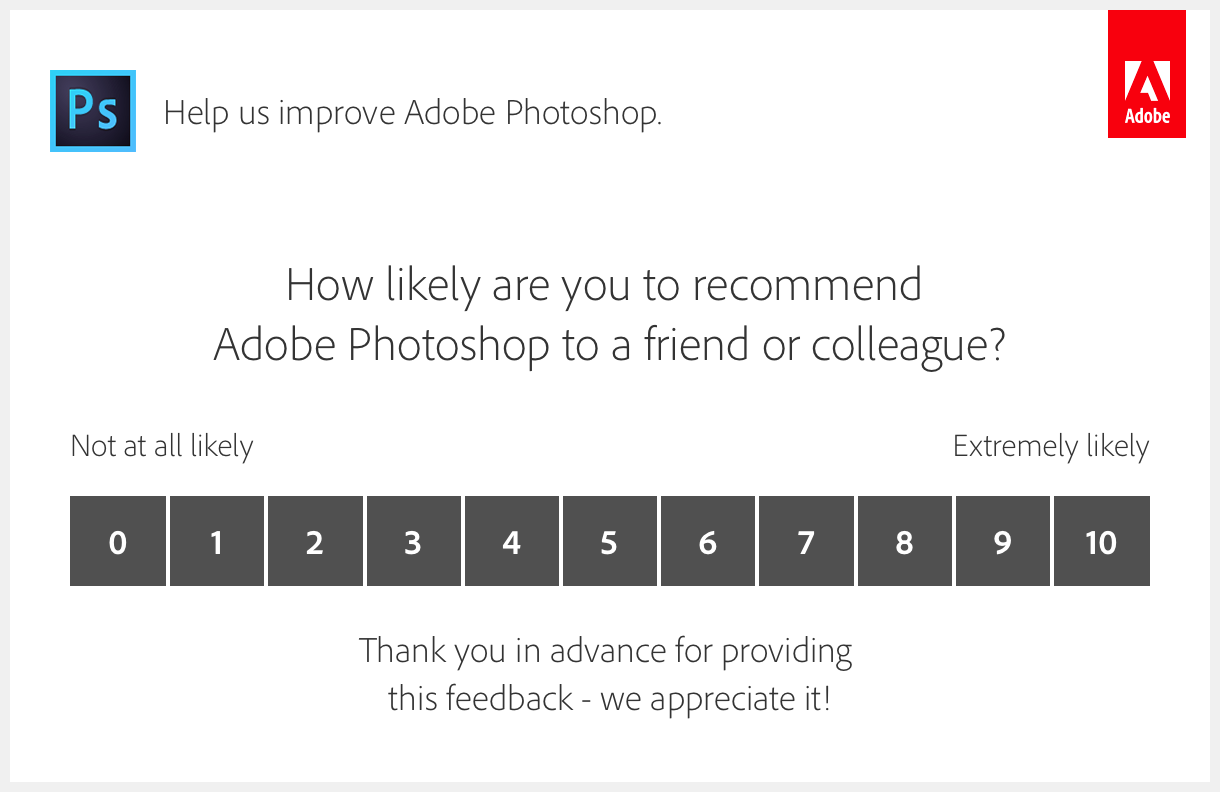 Ps
Help us improve Adobe Photoshop.
Adobe
How likely are you to recommend
Adobe Photoshop to a friend or colleague?
Not at all likely
Extremely likely
0 1 2 3 4 5 6 7 8 9 10
Thank you in advance for providing
this feedback - we appreciate it!